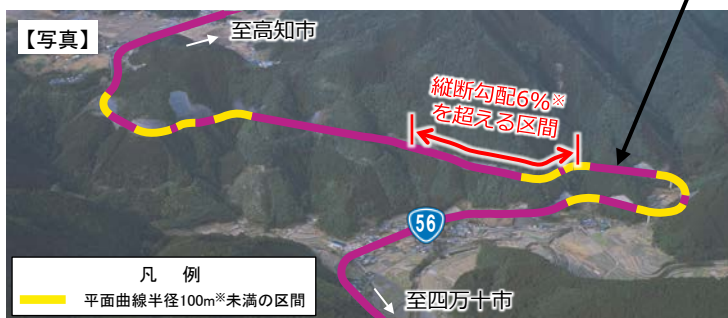 【写真】
至高知市
縦断勾配6%※
を超える区間
56
凡 例
平面曲線半径100m※未満の区間
至四万十市